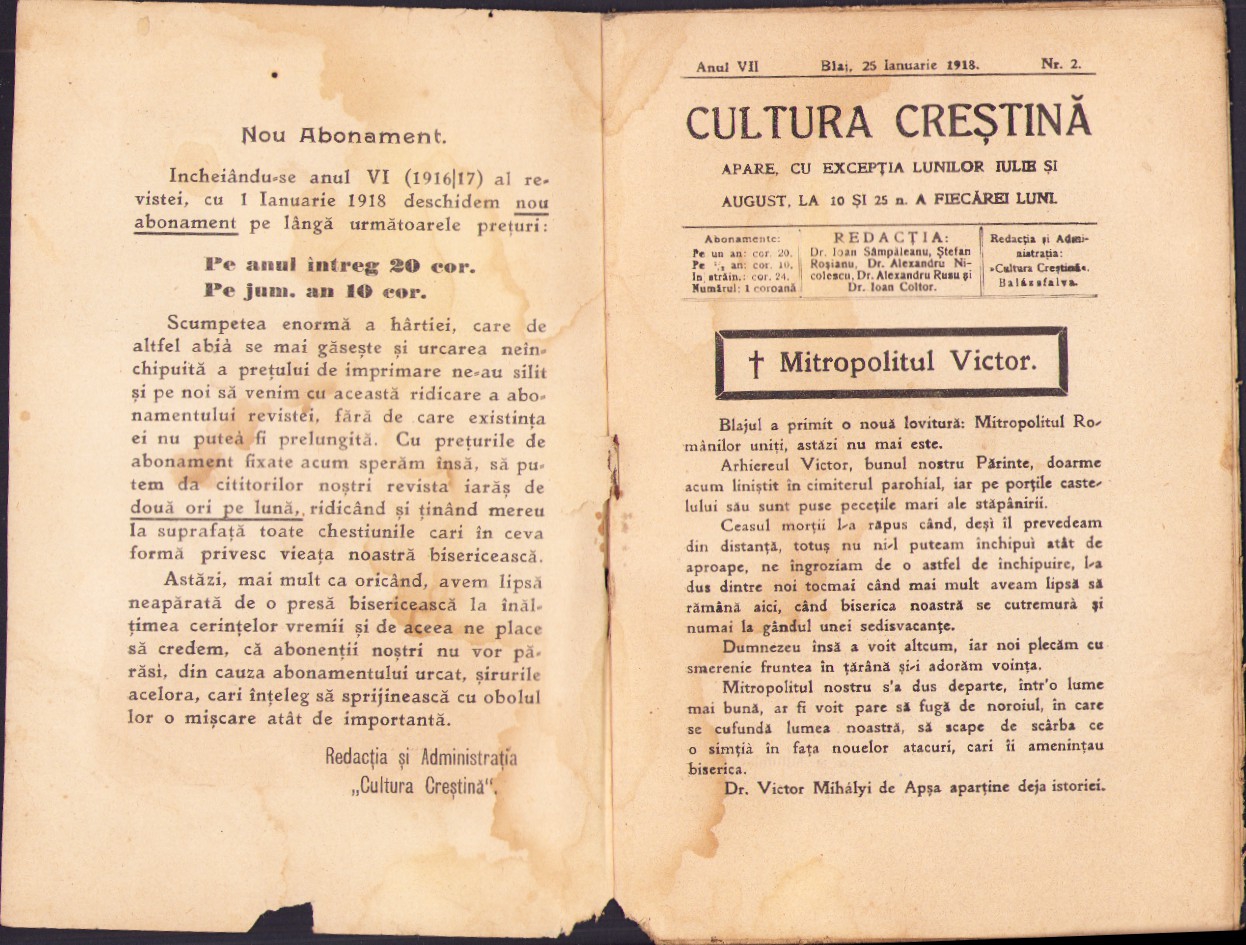 Nou Abonament.
Incheiându-se anul VI (1916|17) al re-
vistei, cu 1 Ianuarie 1918 deschidem nou
abonament pe lângă următoarele prețuri:
Pe anul întreg 20 cor.
Pe jum. an 10 cor.
Scumpetea enormă a hârtiei, care de
altfel abià se mai găsește și urcarea neîn-
chipuită a prețului de imprimare ne-au silit
și pe noi să venim cu această ridicare a abo-
namentului revistei, fără de care existința
ei nu puteà fi prelungită. Cu prețurile de
abonament fixate acum sperăm însă, să pu-
tem da cititorilor noștri revista iarăș de
două ori pe lună, ridicând și ținând mereu
la suprafață toate chestiunile cari în ceva
formă privesc vieața noastră bisericească.
Astăzi, mai mult ca oricând, avem lipsă
neapărată de o presă bisericească la înăl-
țimea cerințelor vremii și de aceea ne place
să credem, că abonenții noștri nu vor pă-
răsi, din cauza abonamentului urcat, șirurile
acelora, cari înțeleg să sprijinească cu obolul
lor o mișcare atât de importantă.
Redacția și Administrația
„Cultura Creștină“.
Anul VII Blaj, 25 Ianuarie 1918. Nr. 2.
CULTURA CREȘTINĂ
APARE, CU EXCEPȚIA LUNILOR IULIE ȘI
AUGUST, LA 10 ȘI 25 n. A FIECĂREI LUNI.
Abonamente:
Pe un an: cor. 20.
Pe ½ an: cor. 10.
In străin.: cor. 24.
Numărul: 1 coroană
REDACȚIA:
Dr. Ioan Sâmpăleanu, Ștefan
Roșianu, Dr. Alexandru Ni-
colescu, Dr. Alexandru Rusu și
Dr. Ioan Coltor.
Redacția și Admi-
nistrația:
»Cultura Creștină«.
Balázsfalva.
† Mitropolitul Victor.
Blajul a primit o nouă lovitură: Mitropolitul Ro-
mânilor uniți, astăzi nu mai este.
Arhiereul Victor, bunul nostru Părinte, doarme
acum liniștit în cimiterul parohial, iar pe porțile caste-
lului său sunt puse pecețile mari ale stăpânirii.
Ceasul morții l-a răpus când, deși îl prevedeam
din distanță, totuș nu ni-l puteam închipui atât de
aproape, ne îngroziam de o astfel de închipuire, l-a
dus dintre noi tocmai când mai mult aveam lipsă să
rămână aici, când biserica noastră se cutremură și
numai la gândul unei sedisvacanțe.
Dumnezeu însă a voit altcum, iar noi plecăm cu
smerenie fruntea în țărână și-i adorăm voința.
Mitropolitul nostru s'a dus departe, într'o lume
mai bună, ar fi voit pare să fugă de noroiul, în care
se cufundă lumea noastră, să scape de scârba ce
o simțià în fața nouelor atacuri, cari îi amenințau
biserica.
Dr. Victor Mihályi de Apșa aparține deja istoriei.